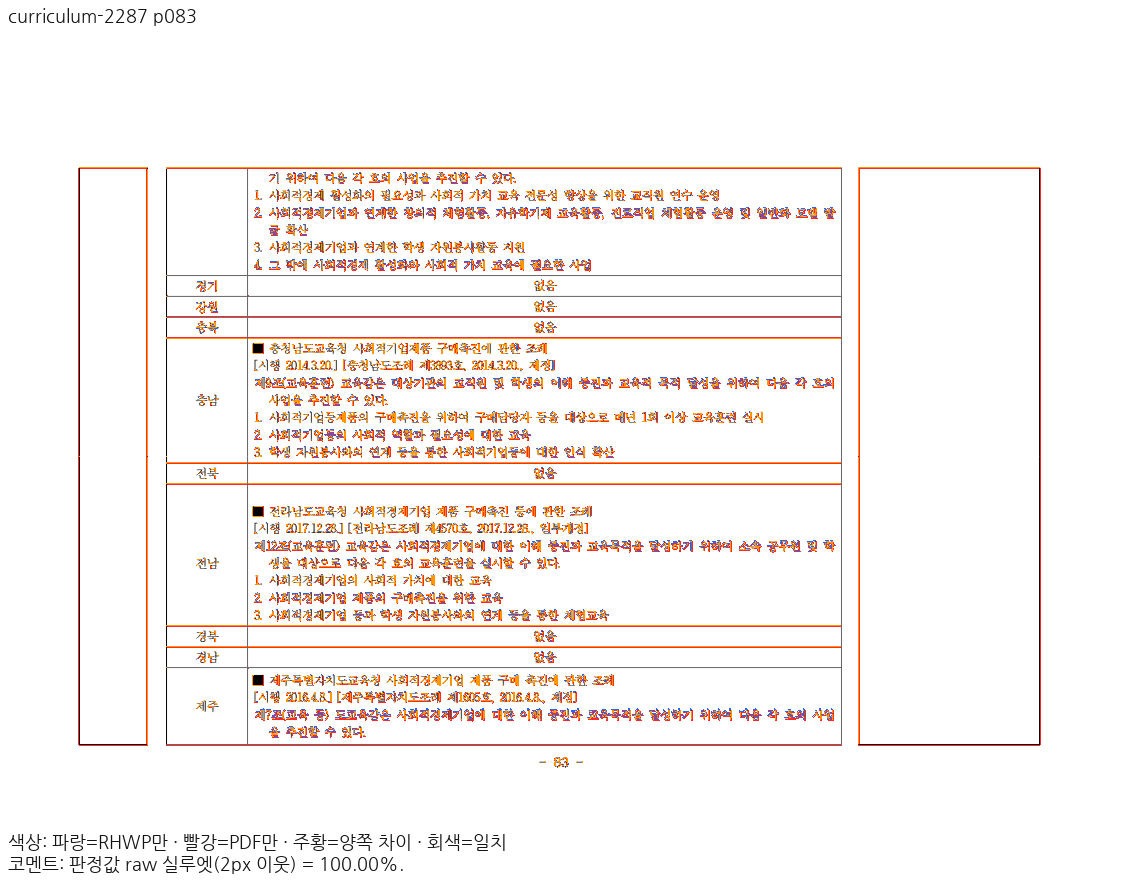 curriculum-2287 p083
기 위하여 다음 각 호의 사업을 추진할 수 있다.
1. 사회적경제 활성화의 필요성과 사회적 가치 교육 전문성 향상을 위한 교직원 연수 운영
2. 사회적경제기업과 연계한 창의적 체험활동, 자유학기제 교육활동, 진로직업 체험활동 운영 및 일반화 모델 발
굴 확산
3. 사회적경제기업과 연계한 학생 자원봉사활동 지원
4. 그 밖에 사회적경제 활성화와 사회적 가치 교육에 필요한 사업
경기 없음
강원 없음
충북 없음
■ 충청남도교육청 사회적기업제품 구매촉진에 관한 조례
[시행 2014.3.20.] [충청남도조례 제3893호, 2014.3.20., 제정]
제9조(교육훈련) 교육감은 대상기관의 교직원 및 학생의 이해 증진과 교육적 목적 달성을 위하여 다음 각 호의
사업을 추진할 수 있다.
충남
1. 사회적기업등제품의 구매촉진을 위하여 구매담당자 등을 대상으로 매년 1회 이상 교육훈련 실시
2. 사회적기업등의 사회적 역할과 필요성에 대한 교육
3. 학생 자원봉사와의 연계 등을 통한 사회적기업등에 대한 인식 확산
전북 없음
■ 전라남도교육청 사회적경제기업 제품 구매촉진 등에 관한 조례
[시행 2017.12.28.] [전라남도조례 제4570호, 2017.12.28., 일부개정]
제12조(교육훈련) 교육감은 사회적경제기업에 대한 이해 증진과 교육목적을 달성하기 위하여 소속 공무원 및 학
전남
생을 대상으로 다음 각 호의 교육훈련을 실시할 수 있다.
1. 사회적경제기업의 사회적 가치에 대한 교육
2. 사회적경제기업 제품의 구매촉진을 위한 교육
3. 사회적경제기업 등과 학생 자원봉사와의 연계 등을 통한 체험교육
경북 없음
경남 없음
■ 제주특별자치도교육청 사회적경제기업 제품 구매 촉진에 관한 조례
[시행 2016.4.8.] [제주특별자치도조례 제1605호, 2016.4.8., 제정]
제주
제7조(교육 등) 도교육감은 사회적경제기업에 대한 이해 증진과 교육목적을 달성하기 위하여 다음 각 호의 사업
을 추진할 수 있다.
- 83 -
색상: 파랑=RHWP만 · 빨강=PDF만 · 주황=양쪽 차이 · 회색=일치
코멘트: 판정값 raw 실루엣(2px 이웃) = 100.00%.